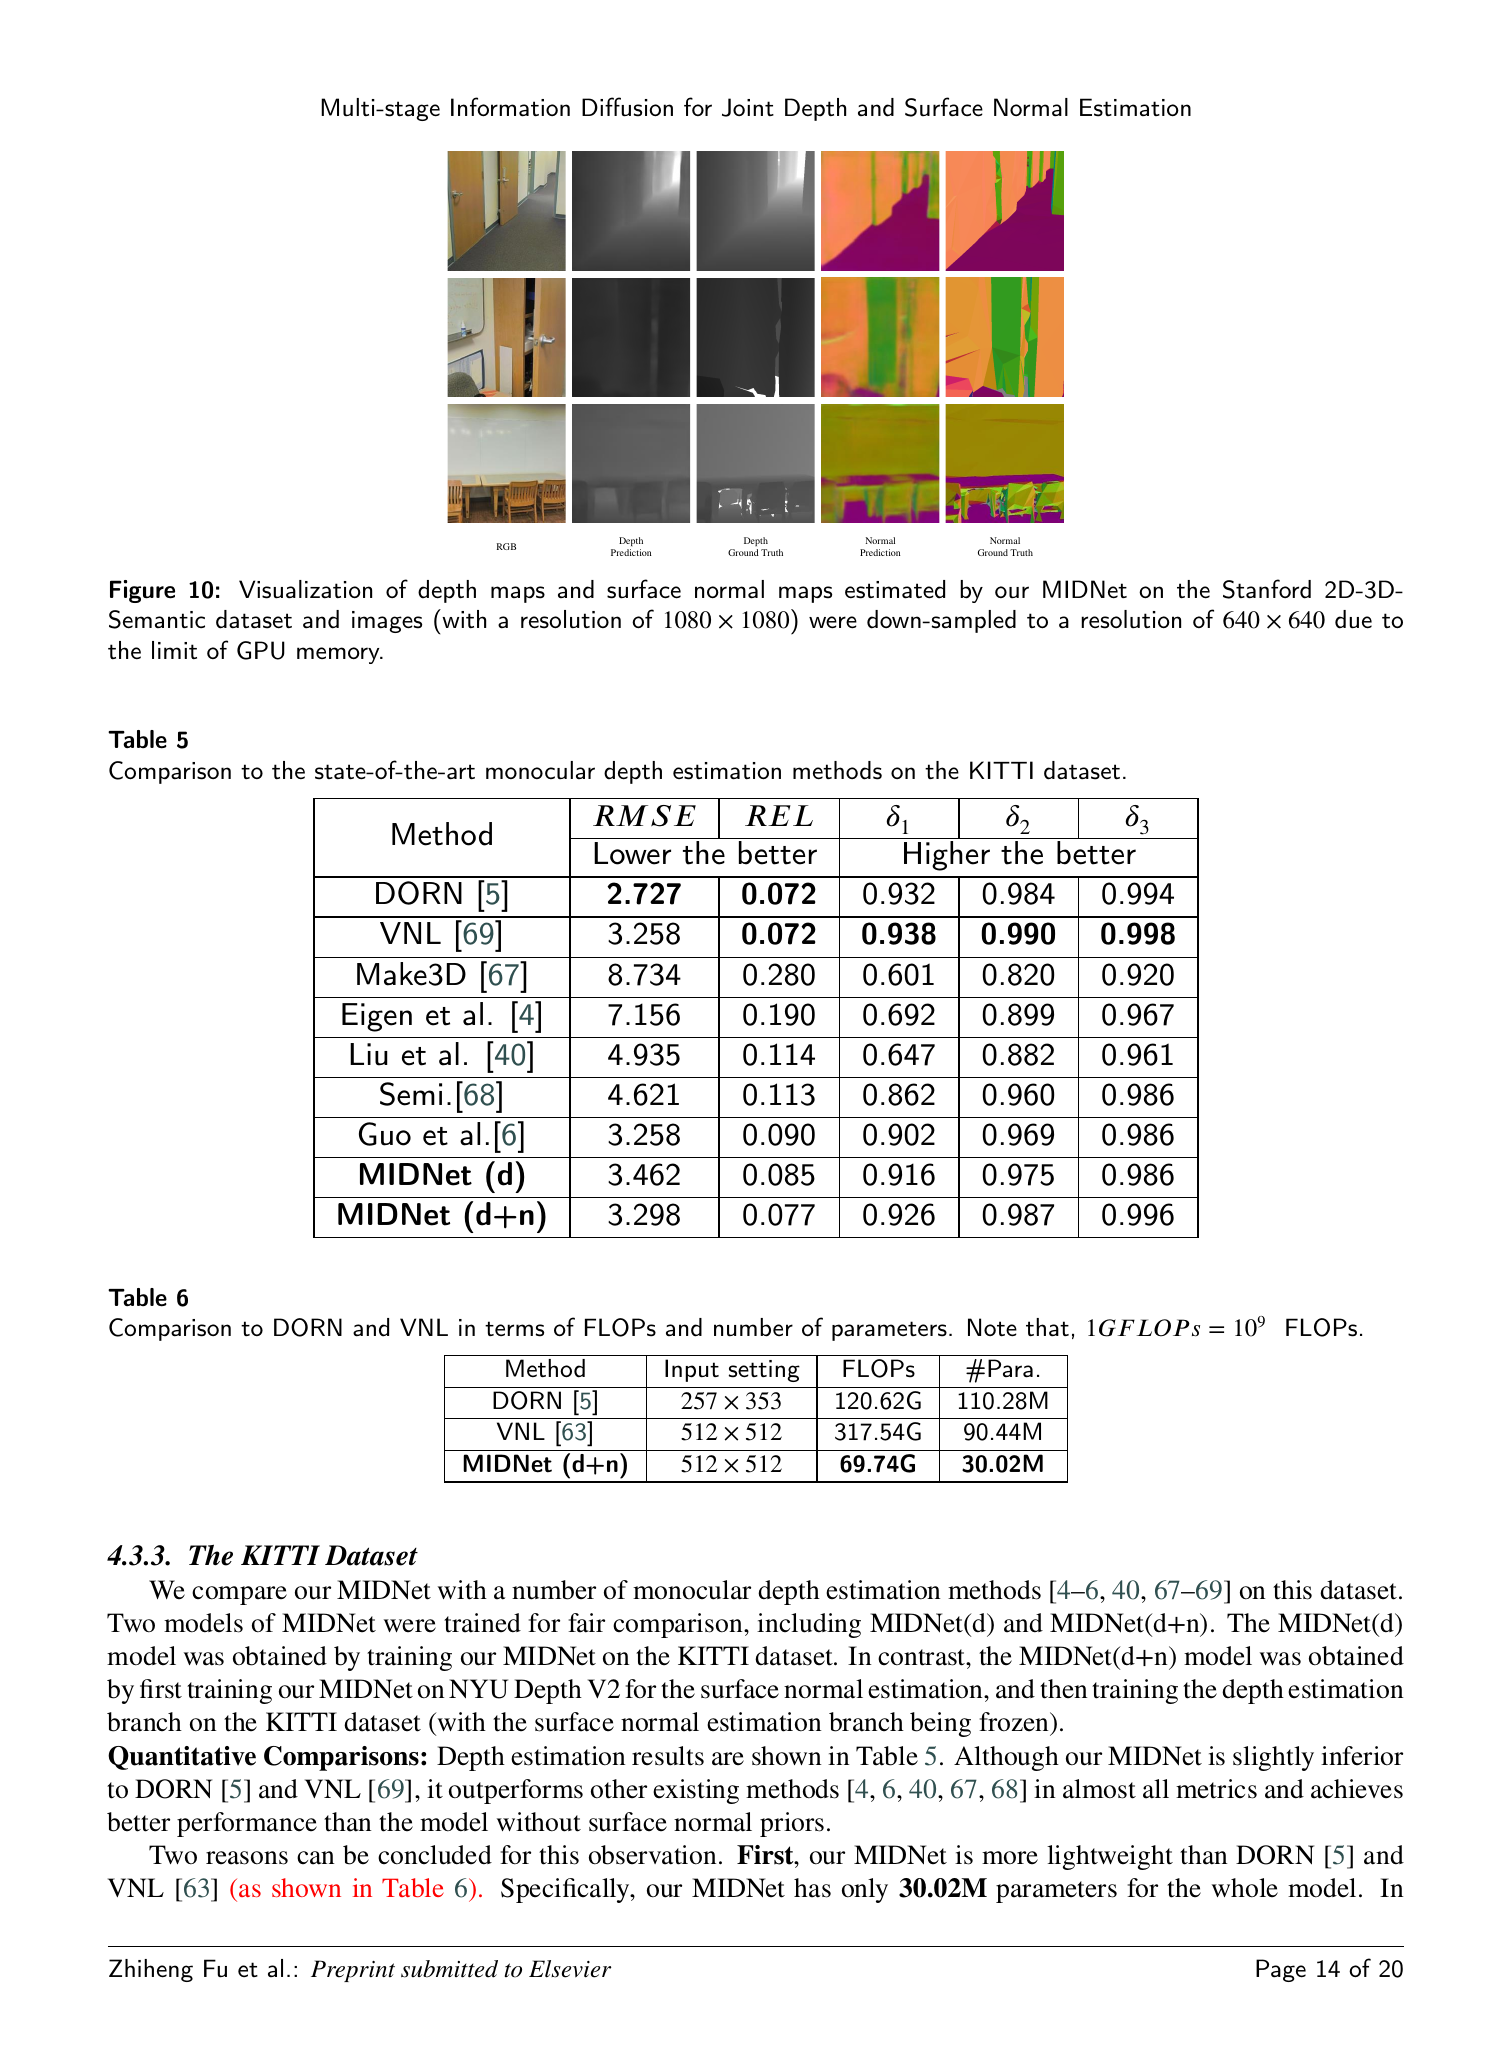 Multi-stage Information Diffusion for Joint Depth and Surface Normal Estimation
RGB
Depth Prediction
Depth Ground Truth
Normal Prediction
Normal Ground Truth
Figure 10: Visualization of depth maps and surface normal maps estimated by our MIDNet on the Stanford 2D-3D-
Semantic dataset and images (with a resolution of 1080 × 1080) were down-sampled to a resolution of 640 × 640 due to
the limit of GPU memory.
Table 5
Comparison to the state-of-the-art monocular depth estimation methods on the KITTI dataset.
Method RMSE REL δ1 δ2 δ3
Lower the better Higher the better
DORN [5] 2.727 0.072 0.932 0.984 0.994
VNL [69] 3.258 0.072 0.938 0.990 0.998
Make3D [67] 8.734 0.280 0.601 0.820 0.920
Eigen et al. [4] 7.156 0.190 0.692 0.899 0.967
Liu et al. [40] 4.935 0.114 0.647 0.882 0.961
Semi.[68] 4.621 0.113 0.862 0.960 0.986
Guo et al.[6] 3.258 0.090 0.902 0.969 0.986
MIDNet (d) 3.462 0.085 0.916 0.975 0.986
MIDNet (d+n) 3.298 0.077 0.926 0.987 0.996
Table 6
Comparison to DORN and VNL in terms of FLOPs and number of parameters. Note that, 1GFLOPs = 10⁹ FLOPs.
Method Input setting FLOPs #Para.
DORN [5] 257 × 353 120.62G 110.28M
VNL [63] 512 × 512 317.54G 90.44M
MIDNet (d+n) 512 × 512 69.74G 30.02M
4.3.3. The KITTI Dataset
We compare our MIDNet with a number of monocular depth estimation methods [4–6, 40, 67–69] on this dataset.
Two models of MIDNet were trained for fair comparison, including MIDNet(d) and MIDNet(d+n). The MIDNet(d)
model was obtained by training our MIDNet on the KITTI dataset. In contrast, the MIDNet(d+n) model was obtained
by first training our MIDNet on NYU Depth V2 for the surface normal estimation, and then training the depth estimation
branch on the KITTI dataset (with the surface normal estimation branch being frozen).
Quantitative Comparisons: Depth estimation results are shown in Table 5. Although our MIDNet is slightly inferior
to DORN [5] and VNL [69], it outperforms other existing methods [4, 6, 40, 67, 68] in almost all metrics and achieves
better performance than the model without surface normal priors.
Two reasons can be concluded for this observation. First, our MIDNet is more lightweight than DORN [5] and
VNL [63] (as shown in Table 6). Specifically, our MIDNet has only 30.02M parameters for the whole model. In
Zhiheng Fu et al.: Preprint submitted to Elsevier Page 14 of 20